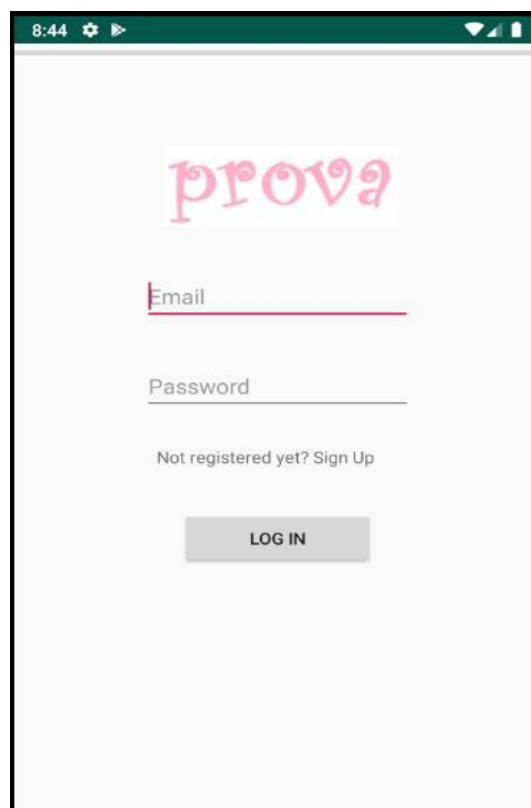 8:44
prova
Email
Password
Not registered yet? Sign Up
LOG IN